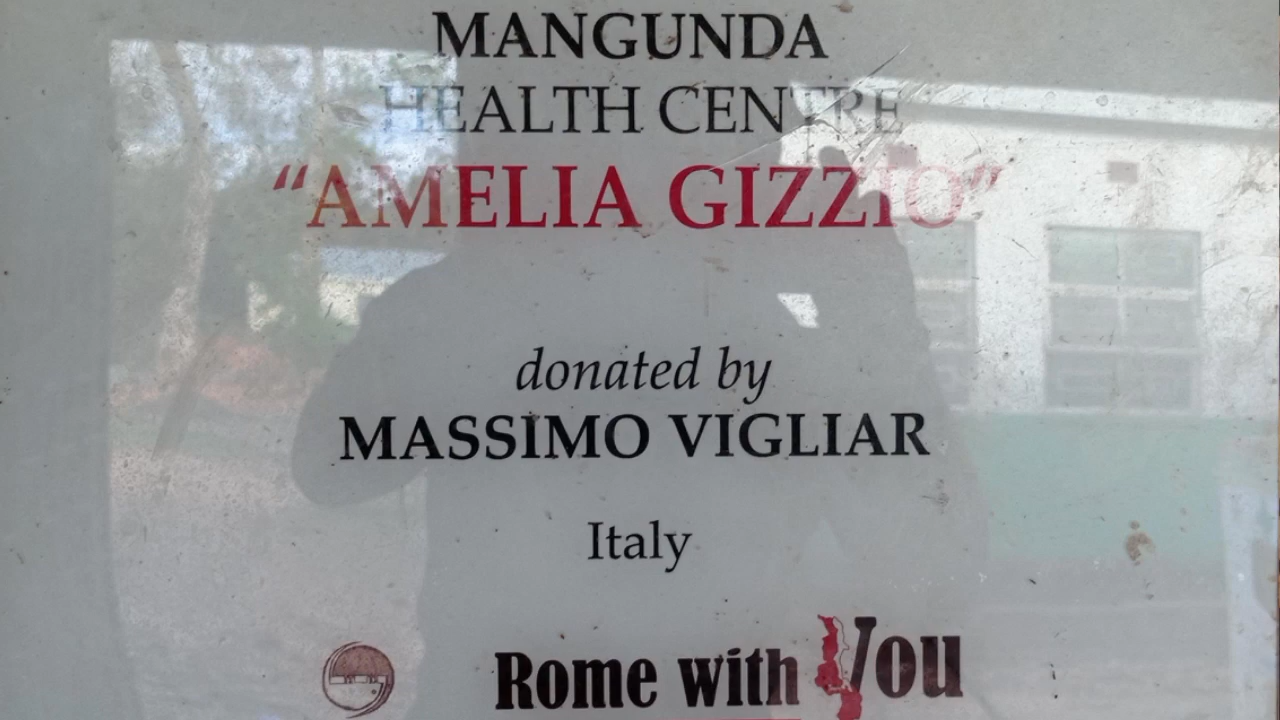 MANGUNDA
HEALTH CENTRE
“AMELIA GIZZIO”
donated by
MASSIMO VIGLIAR
Italy
Rome with You